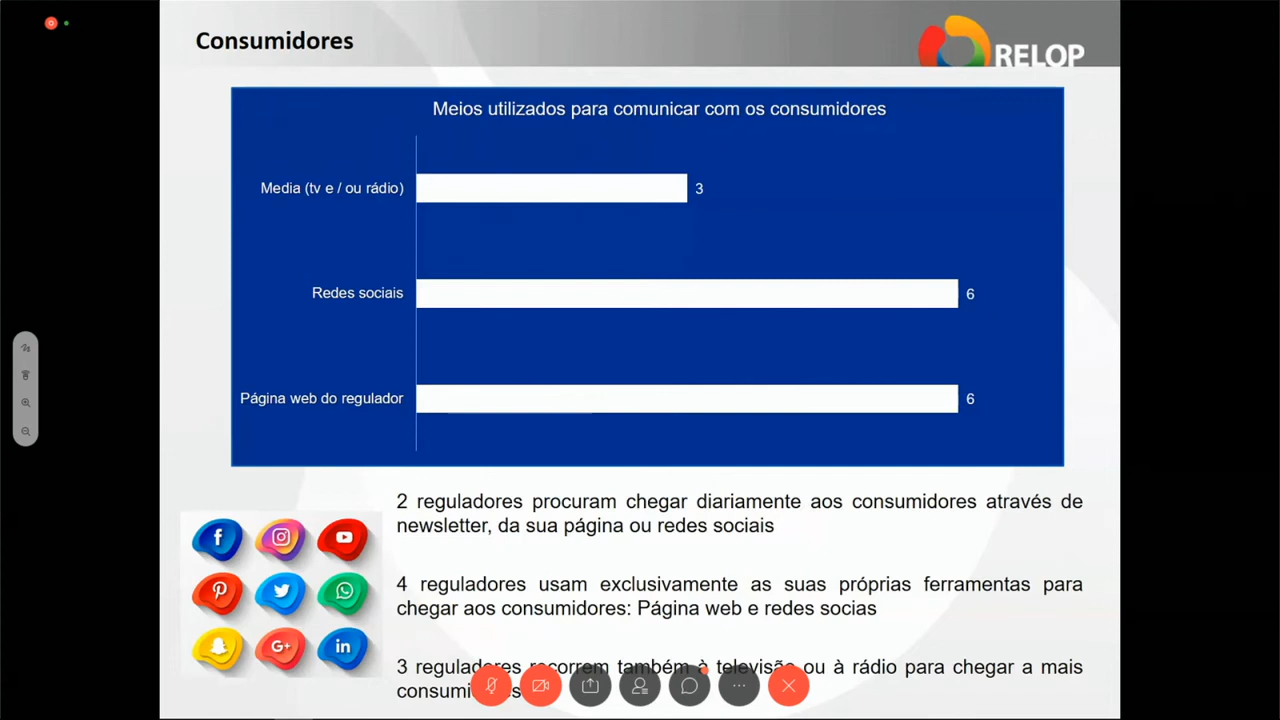 Consumidores
RELOP
Meios utilizados para comunicar com os consumidores
Media (tv e / ou rádio)
3
Redes sociais
6
Página web do regulador
6
2 reguladores procuram chegar diariamente aos consumidores através de
newsletter, da sua página ou redes sociais
4 reguladores usam exclusivamente as suas próprias ferramentas para
chegar aos consumidores: Página web e redes socias
3 reguladores recorrem também à televisão ou à rádio para chegar a mais